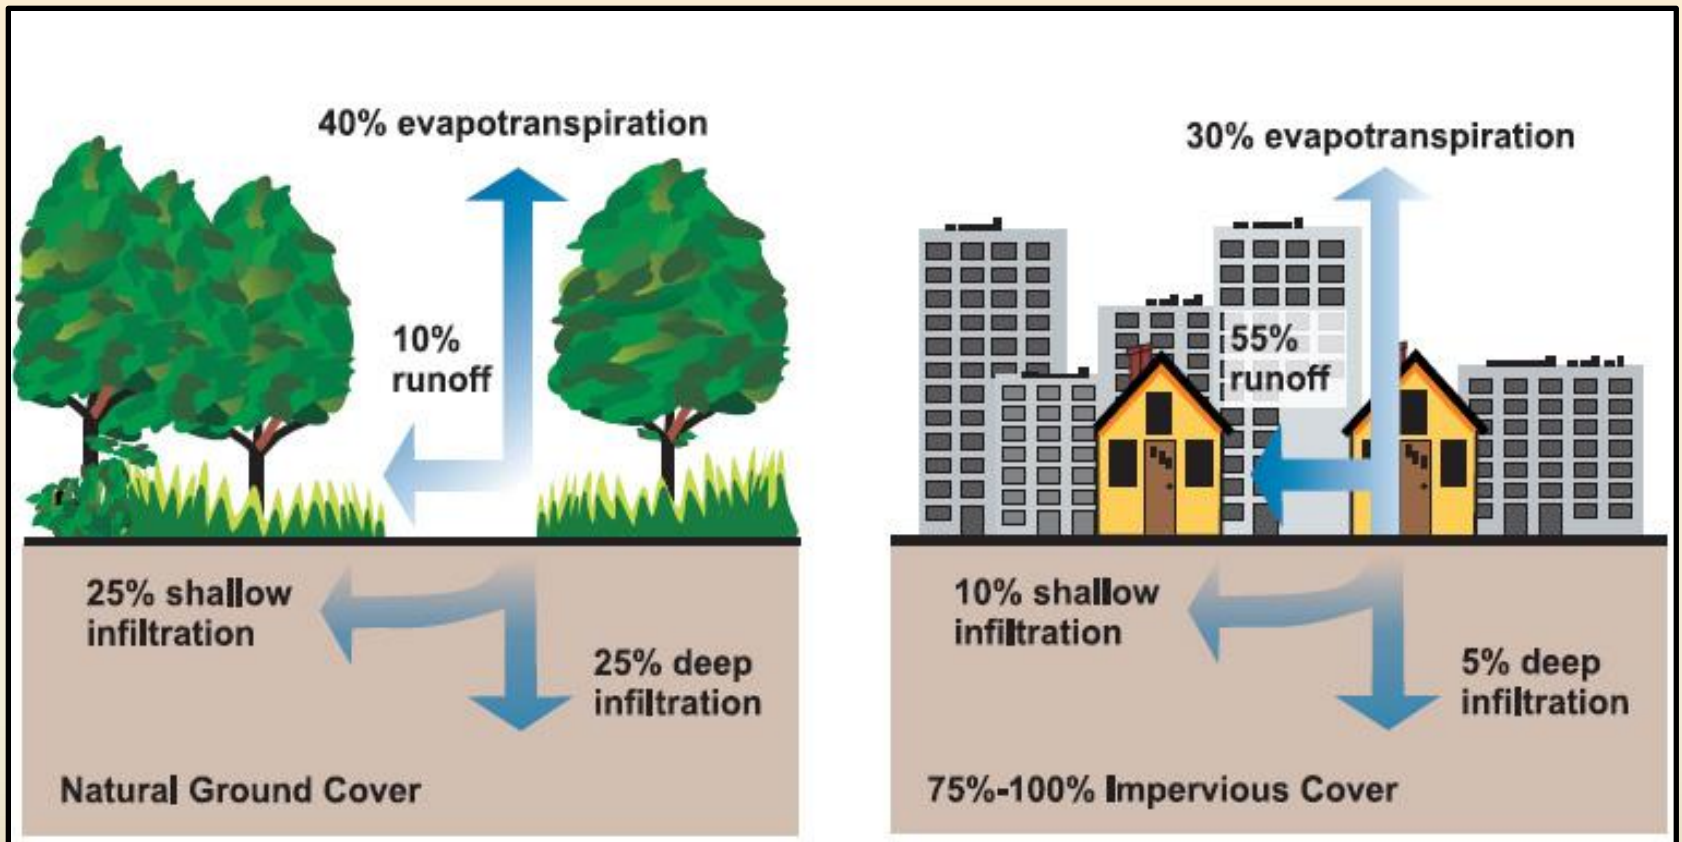 40% evapotranspiration
10%
runoff
25% shallow
infiltration
25% deep
infiltration
Natural Ground Cover
30% evapotranspiration
55%
runoff
10% shallow
infiltration
5% deep
infiltration
75%-100% Impervious Cover